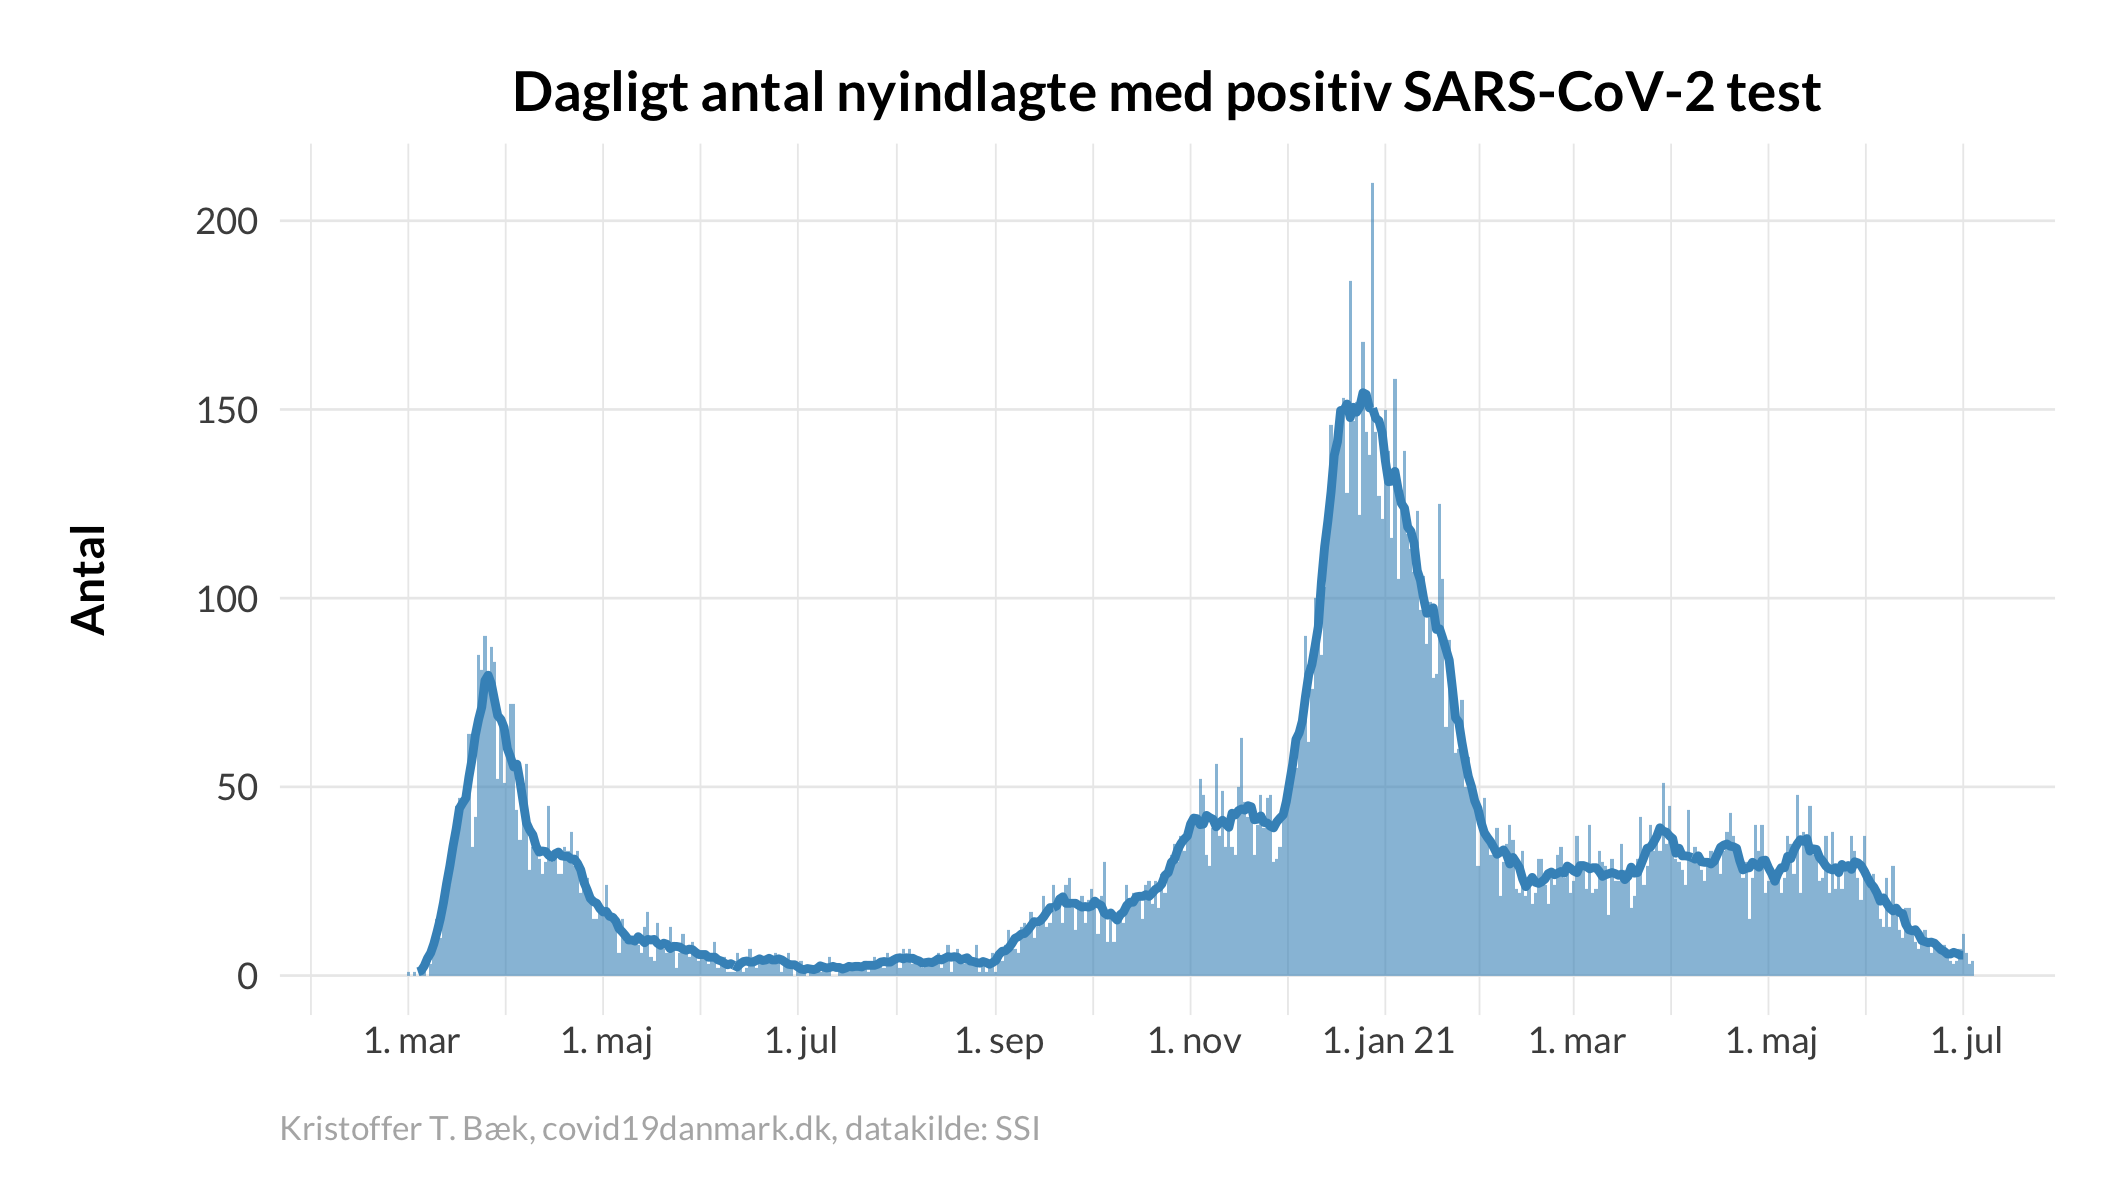 Dagligt antal nyindlagte med positiv SARS-CoV-2 test
Antal
200
150
100
50
0
1. mar
1. maj
1. jul
1. sep
1. nov
1. jan 21
1. mar
1. maj
1. jul
Kristoffer T. Bæk, covid19danmark.dk, datakilde: SSI